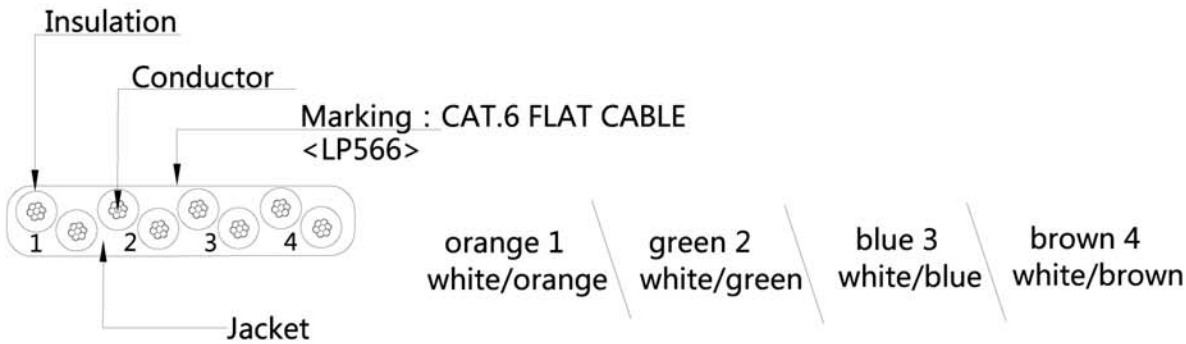 Insulation
Conductor
Marking : CAT.6 FLAT CABLE
<LP566>
1 2 3 4
orange 1
white/orange
green 2
white/green
blue 3
white/blue
brown 4
white/brown
Jacket